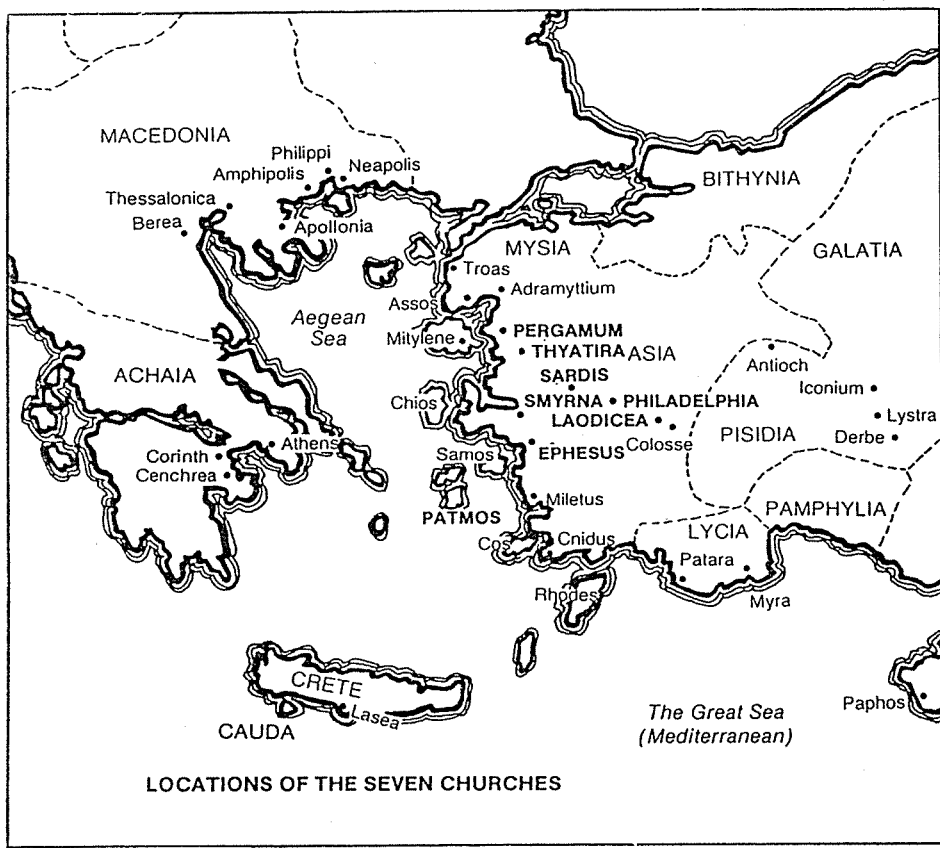 MACEDONIA
Philippi
Amphipolis
Neapolis
Thessalonica
Berea
Apollonia
BITHYNIA
MYSIA
GALATIA
Troas
Adramyttium
Assos
Aegean
Sea
Mitylene
PERGAMUM
THYATIRA
ASIA
SARDIS
Antioch
ACHAIA
Chios
SMYRNA
PHILADELPHIA
Iconium
LAODICEA
Lystra
Colosse
PISIDIA
Derbe
Athens
EPHESUS
Corinth
Samos
Cenchrea
Miletus
PATMOS
PAMPHYLIA
LYCIA
Cos
Cnidus
Patara
Rhodes
Myra
CRETE
Lasea
CAUDA
Paphos
The Great Sea
(Mediterranean)
LOCATIONS OF THE SEVEN CHURCHES